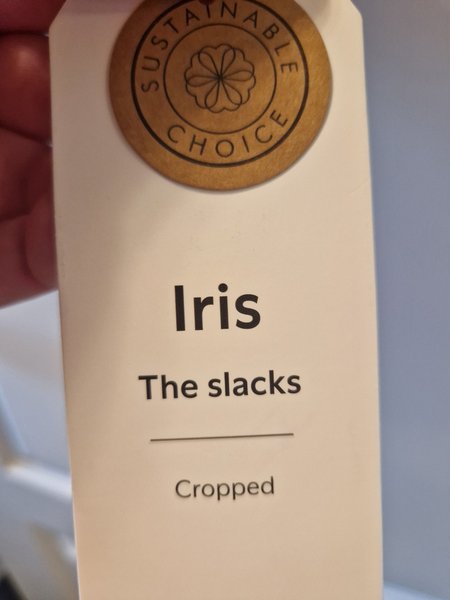 SUSTAINABLE
CHOICE
Iris
The slacks
Cropped